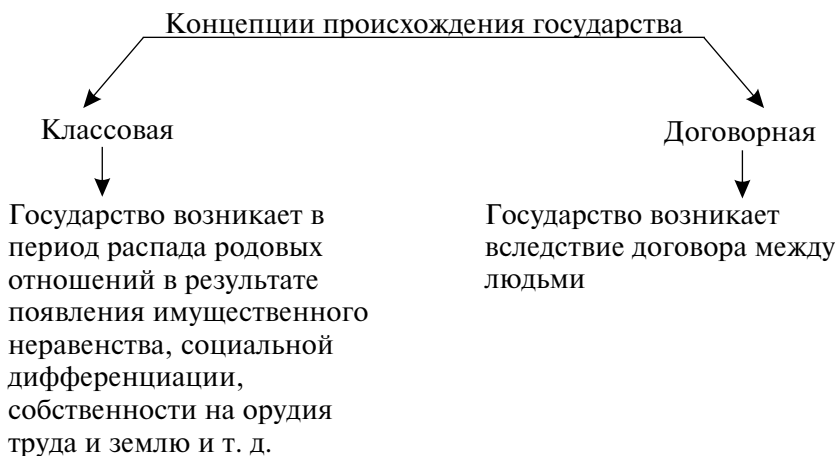 Концепции происхождения государства
Классовая
Договорная
Государство возникает в
период распада родовых
отношений в результате
появления имущественного
неравенства, социальной
дифференциации,
собственности на орудия
труда и землю и т. д.
Государство возникает
вследствие договора между
людьми